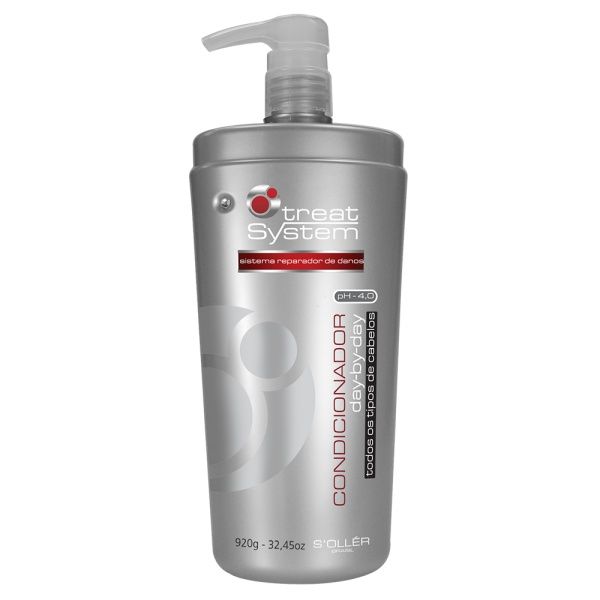 treat
System
sistema reparador de danos
pH - 4,0
CONDICIONADOR
day-by-day
todos os tipos de cabelos
920g - 32,45oz
S'OLLÉR
BRASIL